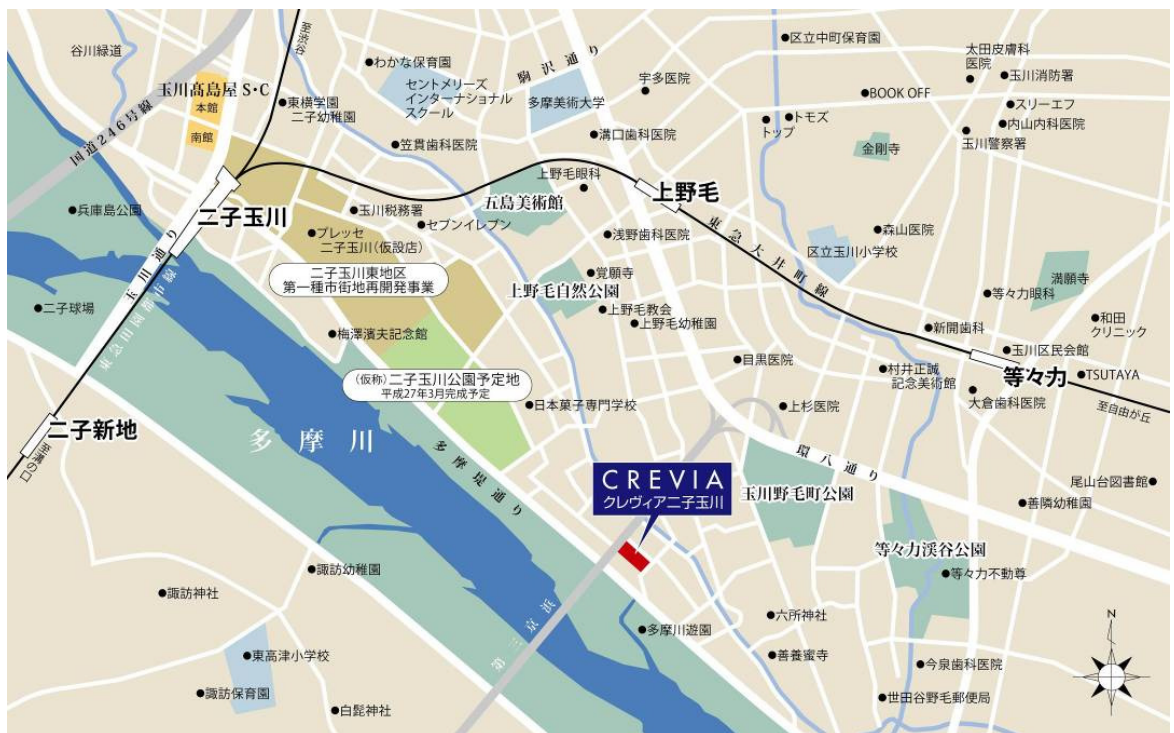 谷川緑道
至渋谷
わかな保育園
駒沢通り
区立中町保育園
太田皮膚科
医院
玉川消防署
玉川髙島屋 S・C
本館
南館
東横学園
二子幼稚園
セントメリーズ
インターナショナル
スクール
多摩美術大学
宇多医院
BOOK OFF
スリーエフ
国道246号線
笠貫歯科医院
溝口歯科医院
トップ
トモズ
金剛寺
内山内科医院
玉川警察署
上野毛眼科
上野毛
兵庫島公園
二子玉川
玉川税務署
五島美術館
セブンイレブン
プレッセ
二子玉川(仮設店)
浅野歯科医院
東急大井町線
森山医院
区立玉川小学校
玉川通り
二子玉川東地区
第一種市街地再開発事業
覚願寺
上野毛自然公園
満願寺
等々力眼科
二子球場
東急田園都市線
梅澤濱夫記念館
上野毛教会
上野毛幼稚園
新開歯科
和田
クリニック
玉川区民会館
目黒医院
村井正誠
記念美術館
等々力
TSUTAYA
(仮称)二子玉川公園予定地
平成27年3月完成予定
日本菓子専門学校
上杉医院
大倉歯科医院
至自由が丘
二子新地
至溝の口
多摩川
多摩堤通り
環八通り
CREVIA
クレヴィア二子玉川
玉川野毛町公園
尾山台図書館
善隣幼稚園
等々力渓谷公園
諏訪幼稚園
等々力不動尊
諏訪神社
第三京浜
多摩川遊園
六所神社
N
東高津小学校
善養蜜寺
今泉歯科医院
諏訪保育園
白髭神社
世田谷野毛郵便局